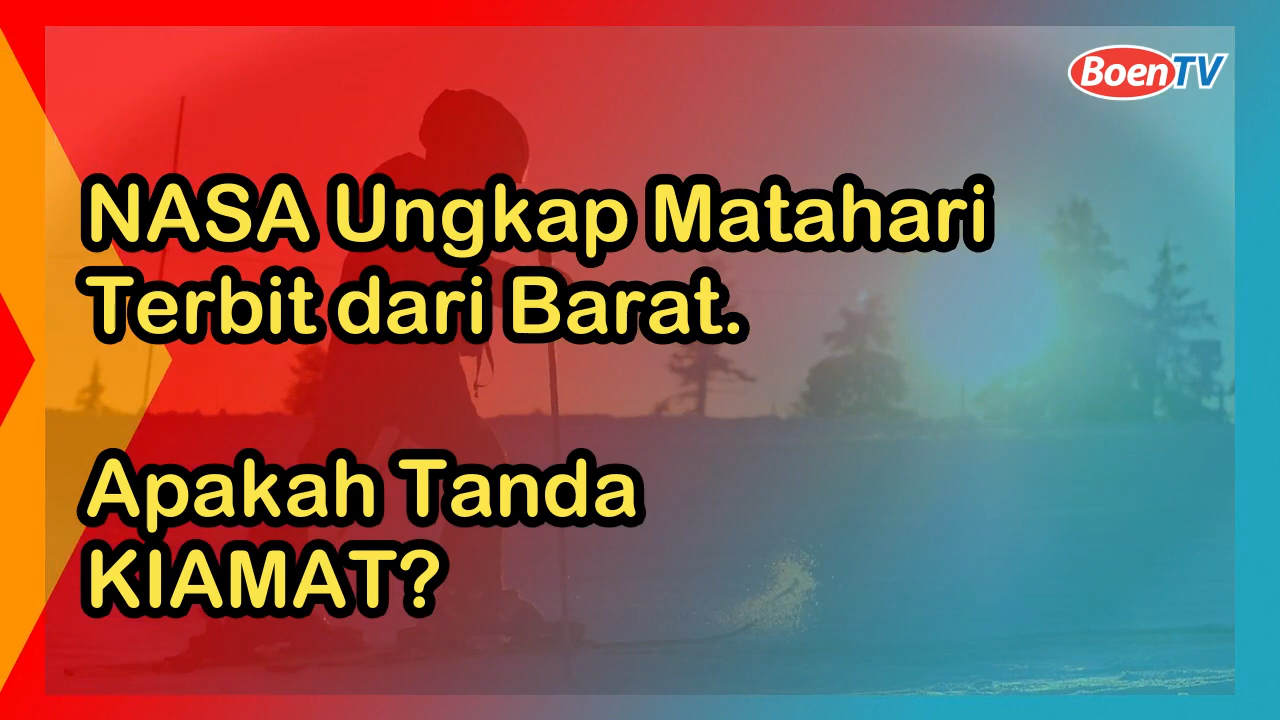 BoenTV
NASA Ungkap Matahari
Terbit dari Barat.
Apakah Tanda
KIAMAT?